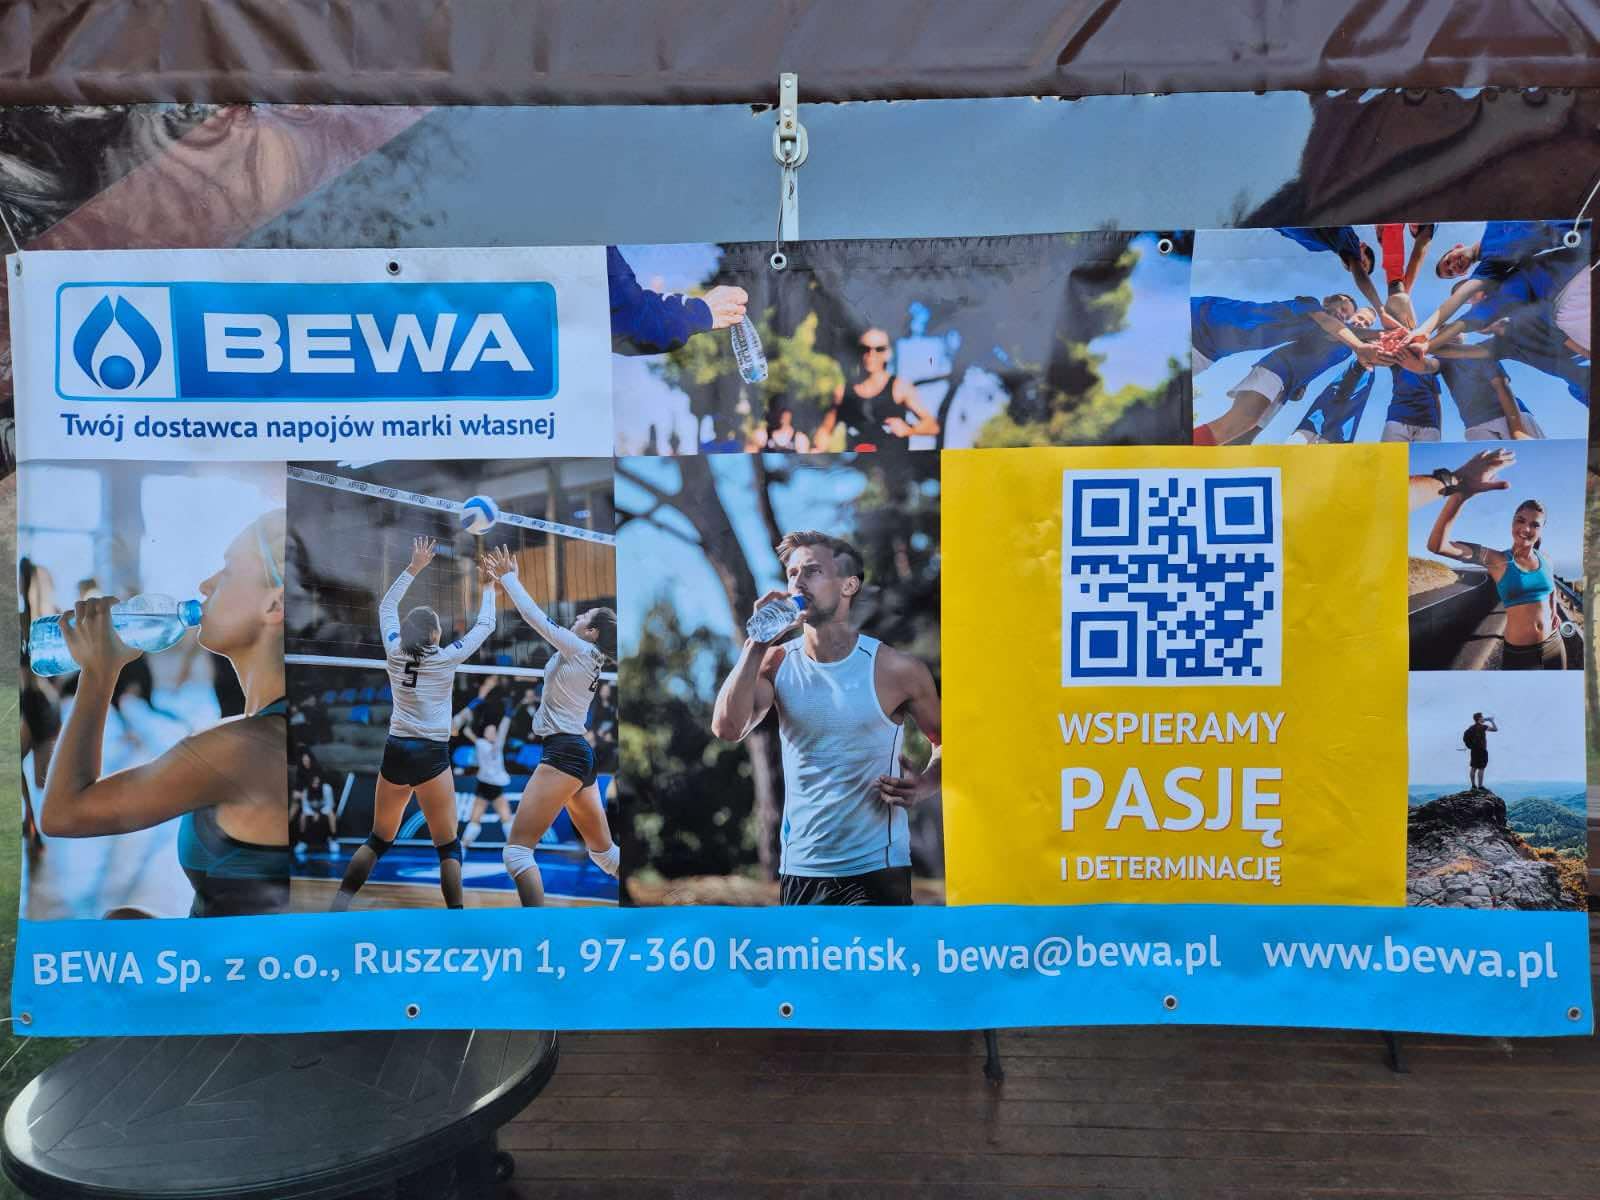 BEWA
Twój dostawca napojów marki własnej
5
WSPIERAMY
PASJĘ
I DETERMINACJĘ
BEWA Sp. z o.o., Ruszczyn 1, 97-360 Kamieńsk, bewa@bewa.pl www.bewa.pl